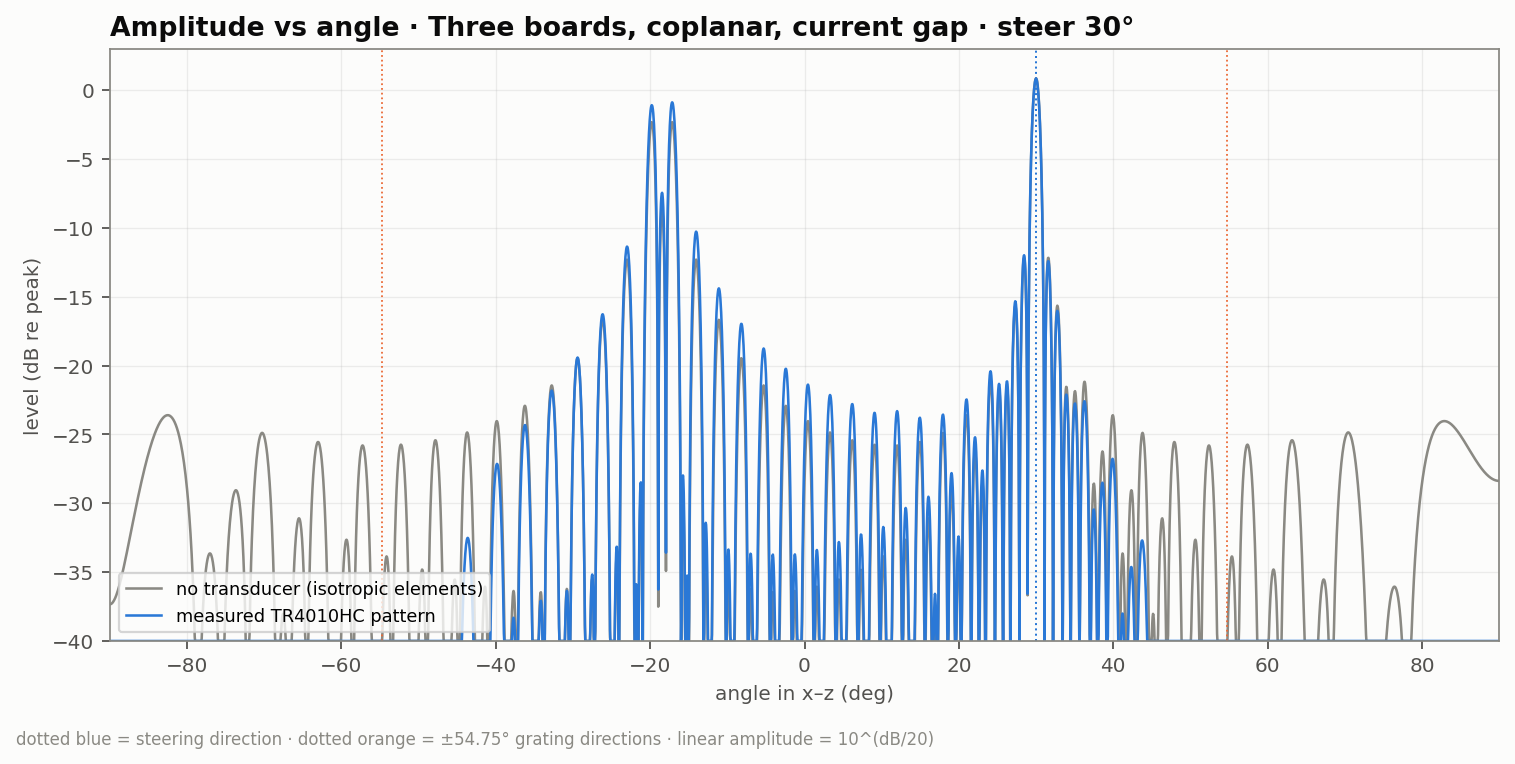 Amplitude vs angle · Three boards, coplanar, current gap · steer 30°
level (dB re peak)
0
−5
−10
−15
−20
−25
−30
−35
−40
no transducer (isotropic elements)
measured TR4010HC pattern
−80 −60 −40 −20 0 20 40 60 80
angle in x–z (deg)
dotted blue = steering direction · dotted orange = ±54.75° grating directions · linear amplitude = 10^(dB/20)